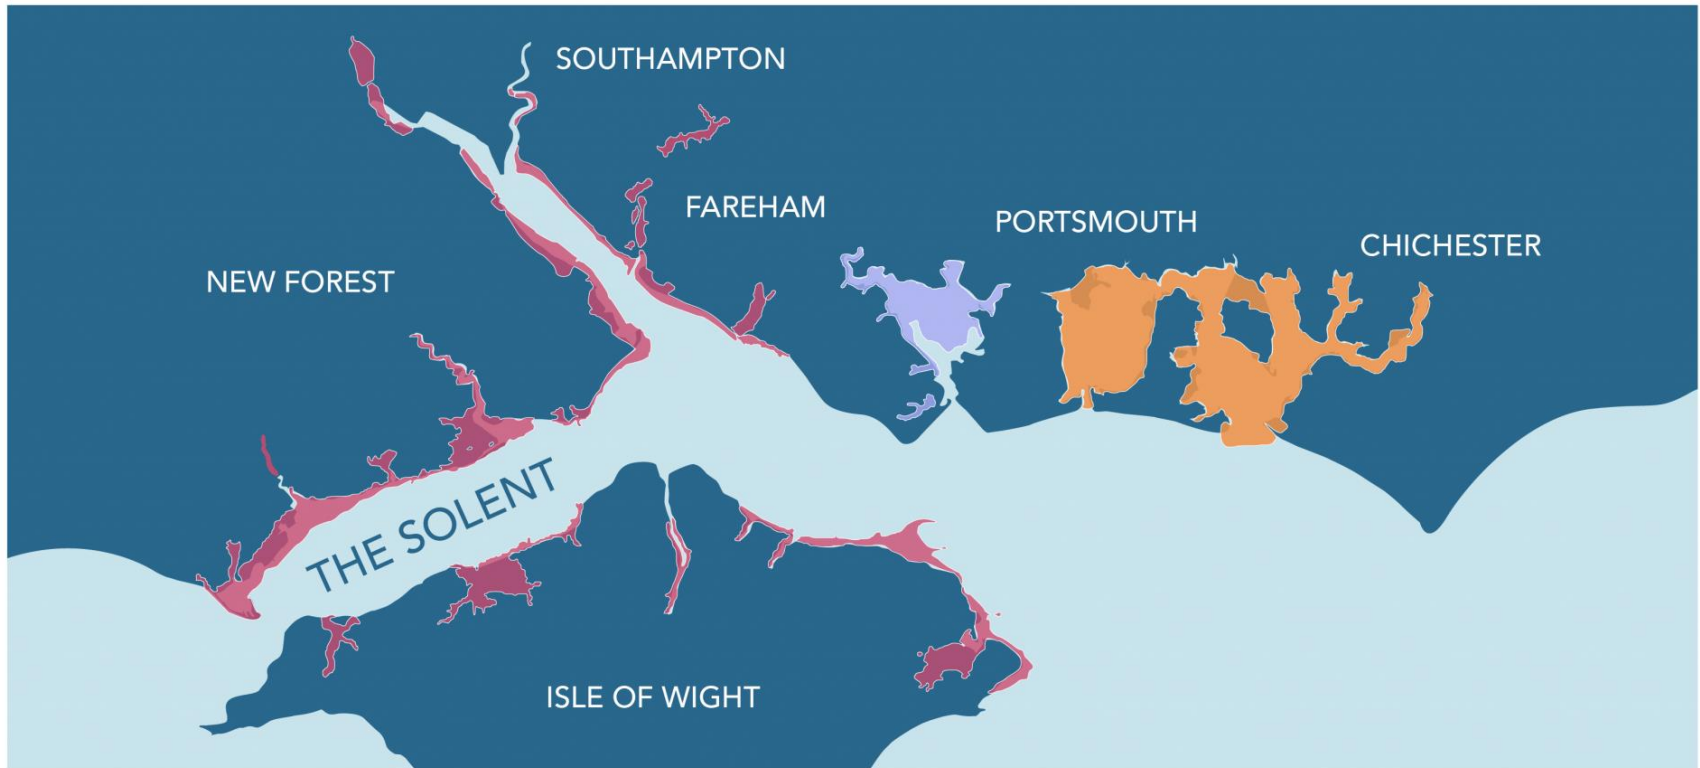 SOUTHAMPTON
FAREHAM
PORTSMOUTH
CHICHESTER
NEW FOREST
THE SOLENT
ISLE OF WIGHT